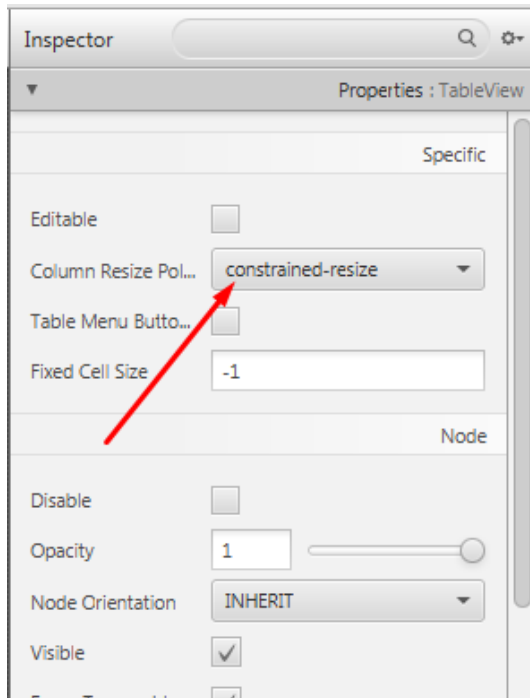 Inspector
Properties : TableView
Specific
Editable
Column Resize Pol... constrained-resize
Table Menu Butto...
Fixed Cell Size -1
Node
Disable
Opacity 1
Node Orientation INHERIT
Visible